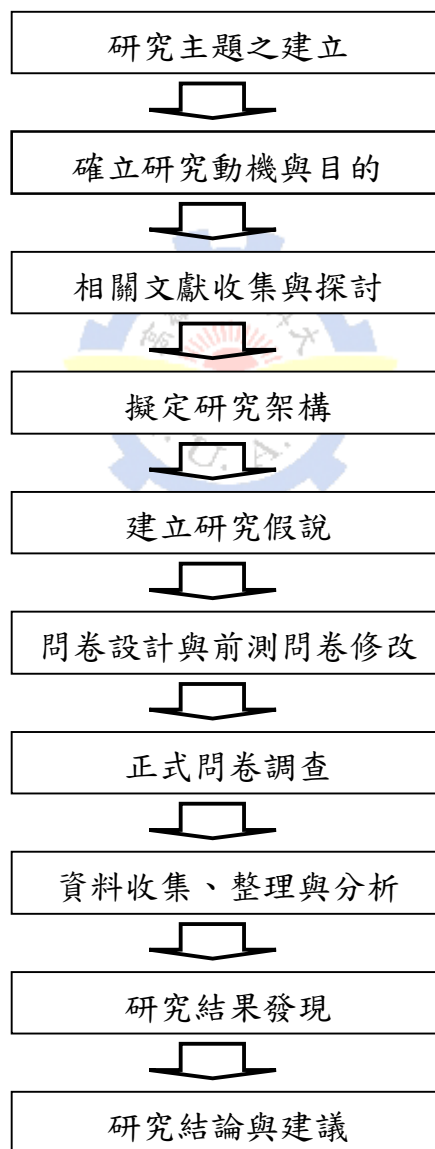 研究主題之建立
確立研究動機與目的
相關文獻收集與探討
擬定研究架構
建立研究假說
問卷設計與前測問卷修改
正式問卷調查
資料收集、整理與分析
研究結果發現
研究結論與建議